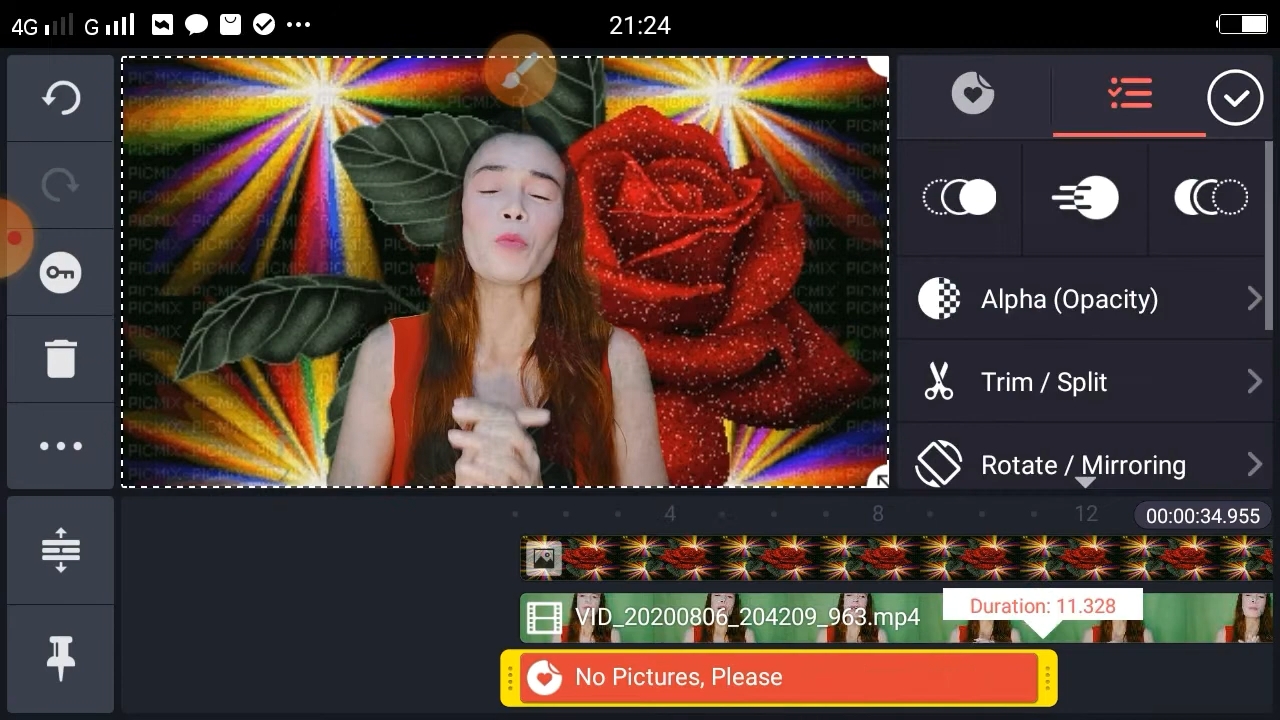 4G G 21:24
PICMIX
Alpha (Opacity)
Trim / Split
Rotate / Mirroring
4 8 12 00:00:34.955
VID_20200806_204209_963.mp4
Duration: 11.328
No Pictures, Please